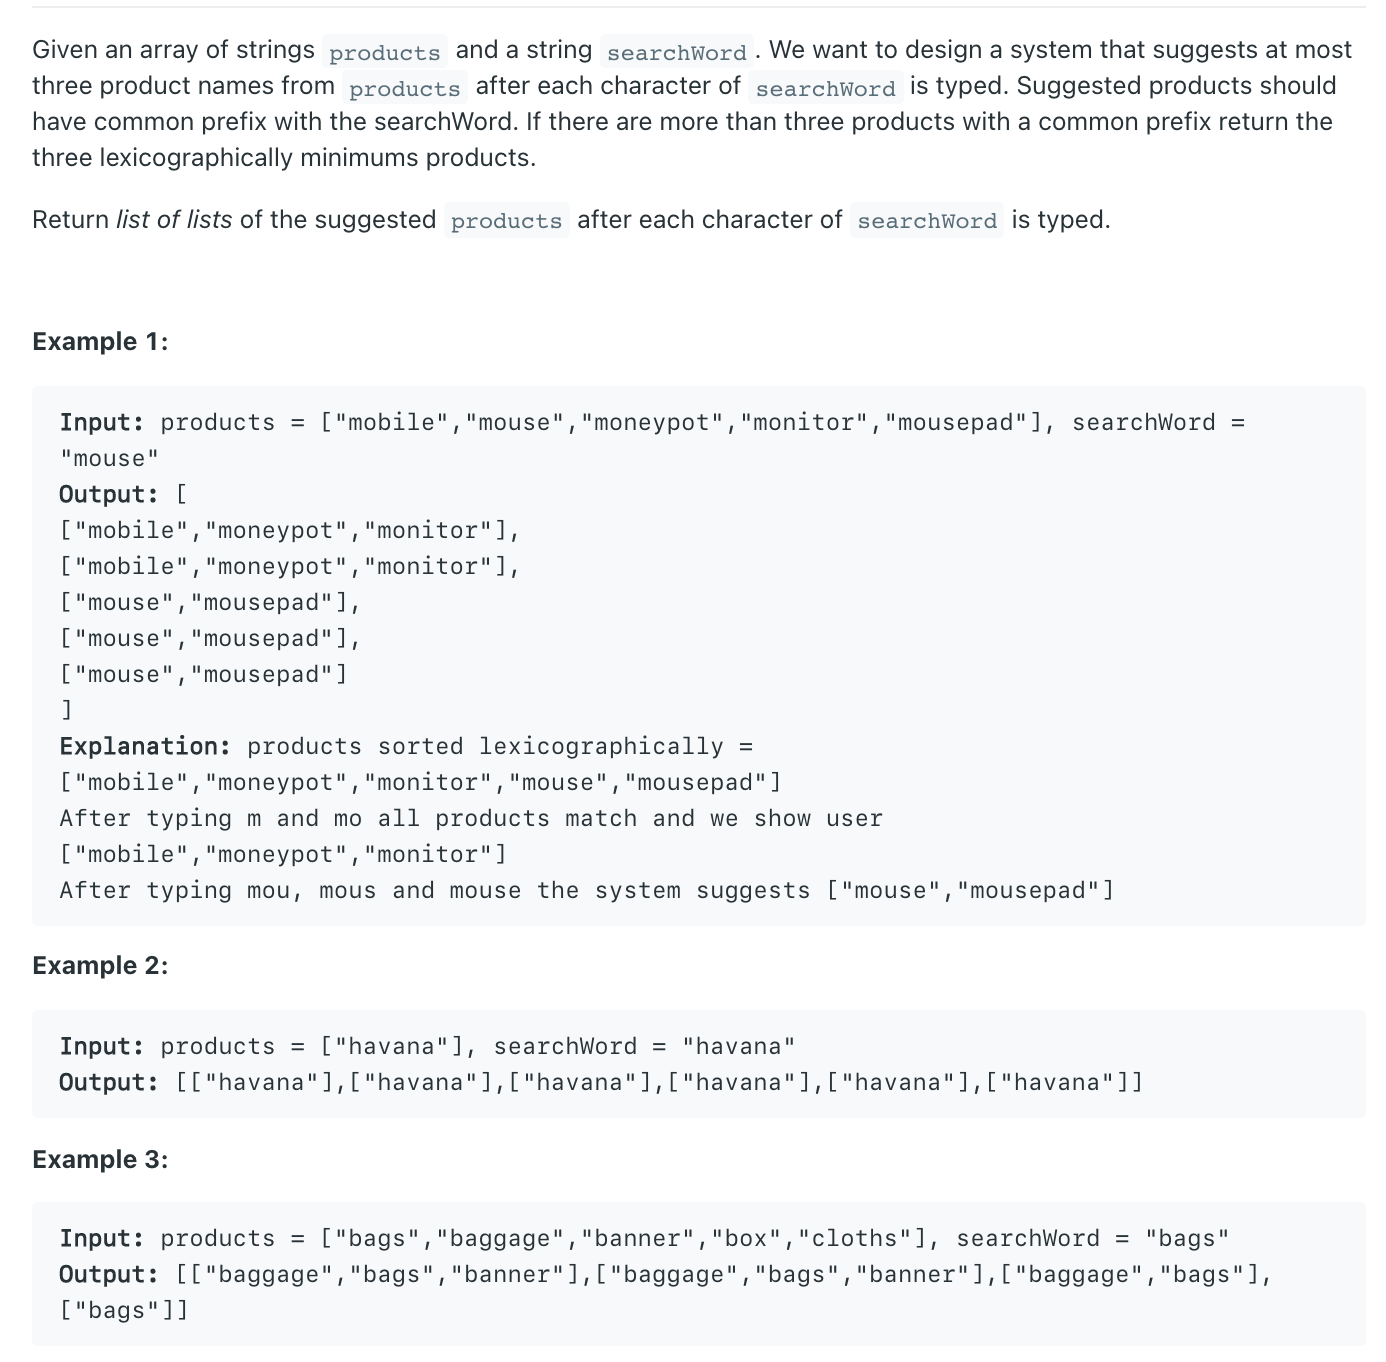 Given an array of strings products and a string searchWord. We want to design a system that suggests at most
three product names from products after each character of searchWord is typed. Suggested products should
have common prefix with the searchWord. If there are more than three products with a common prefix return the
three lexicographically minimums products.
Return list of lists of the suggested products after each character of searchWord is typed.
Example 1:
Input: products = ["mobile","mouse","moneypot","monitor","mousepad"], searchWord =
"mouse"
Output: [
["mobile","moneypot","monitor"],
["mobile","moneypot","monitor"],
["mouse","mousepad"],
["mouse","mousepad"],
["mouse","mousepad"]
]
Explanation: products sorted lexicographically =
["mobile","moneypot","monitor","mouse","mousepad"]
After typing m and mo all products match and we show user
["mobile","moneypot","monitor"]
After typing mou, mous and mouse the system suggests ["mouse","mousepad"]
Example 2:
Input: products = ["havana"], searchWord = "havana"
Output: [["havana"],["havana"],["havana"],["havana"],["havana"],["havana"]]
Example 3:
Input: products = ["bags","baggage","banner","box","cloths"], searchWord = "bags"
Output: [["baggage","bags","banner"],["baggage","bags","banner"],["baggage","bags"],
["bags"]]